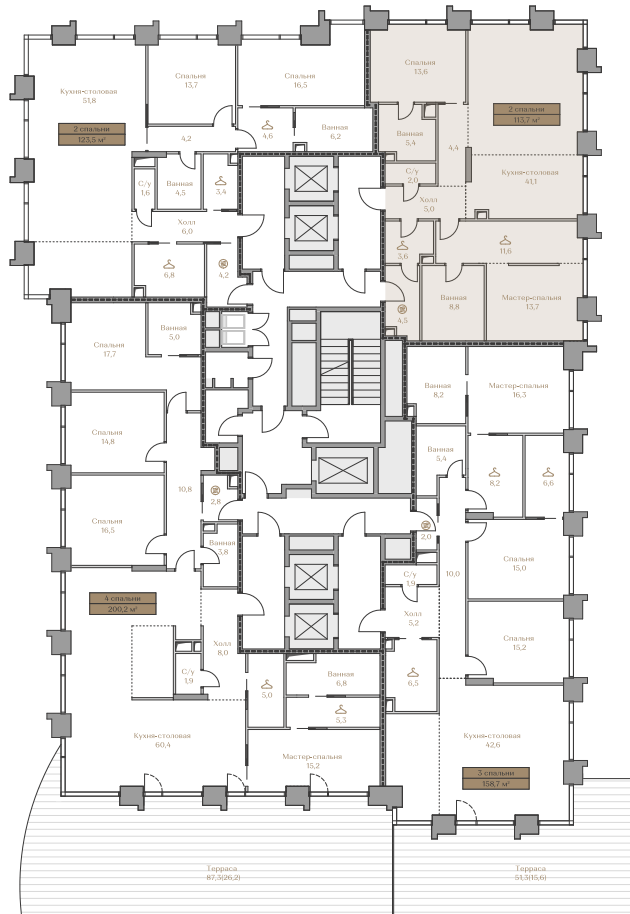 Спальня
13,6
Спальня
13,7
Спальня
16,5
Кухня-столовая
51,8
2 спальни
123,5 м²
2 спальни
113,7 м²
4,6
Ванная
6,2
Ванная
5,4
4,4
4,2
С/у
1,6
Ванная
4,5
3,4
С/у
2,0
Кухня-столовая
41,1
Холл
5,0
Холл
6,0
3,6
11,6
6,8
4,2
4,5
Ванная
8,8
Мастер-спальня
13,7
Спальня
17,7
Ванная
5,0
Ванная
8,2
Мастер-спальня
16,3
Спальня
14,8
Ванная
5,4
8,2
6,6
10,8
2,8
Спальня
16,5
2,0
Ванная
3,8
Спальня
15,0
С/у
1,9
10,0
4 спальни
200,2 м²
Холл
5,2
Спальня
15,2
Холл
8,0
С/у
1,9
5,0
Ванная
6,8
6,5
5,3
Кухня-столовая
60,4
Кухня-столовая
42,6
Мастер-спальня
15,2
3 спальни
158,7 м²
Терраса
87,3(26,2)
Терраса
51,3(15,6)